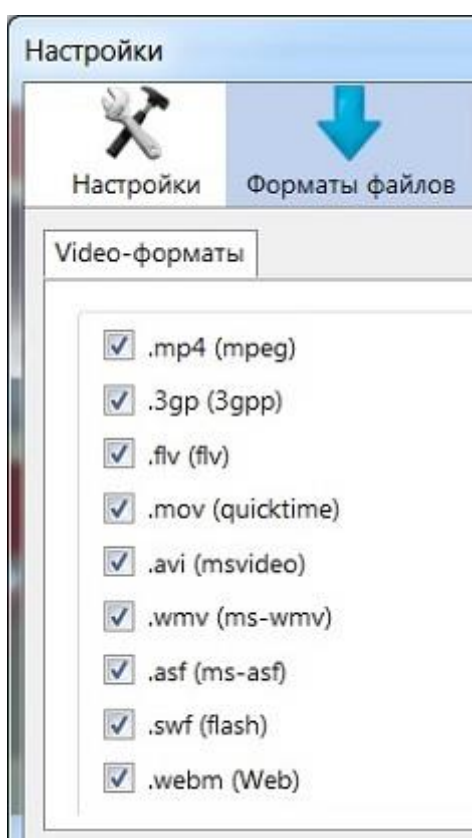 Настройки
Настройки Форматы файлов
Video-форматы
.mp4 (mpeg)
.3gp (3gpp)
.flv (flv)
.mov (quicktime)
.avi (msvideo)
.wmv (ms-wmv)
.asf (ms-asf)
.swf (flash)
.webm (Web)